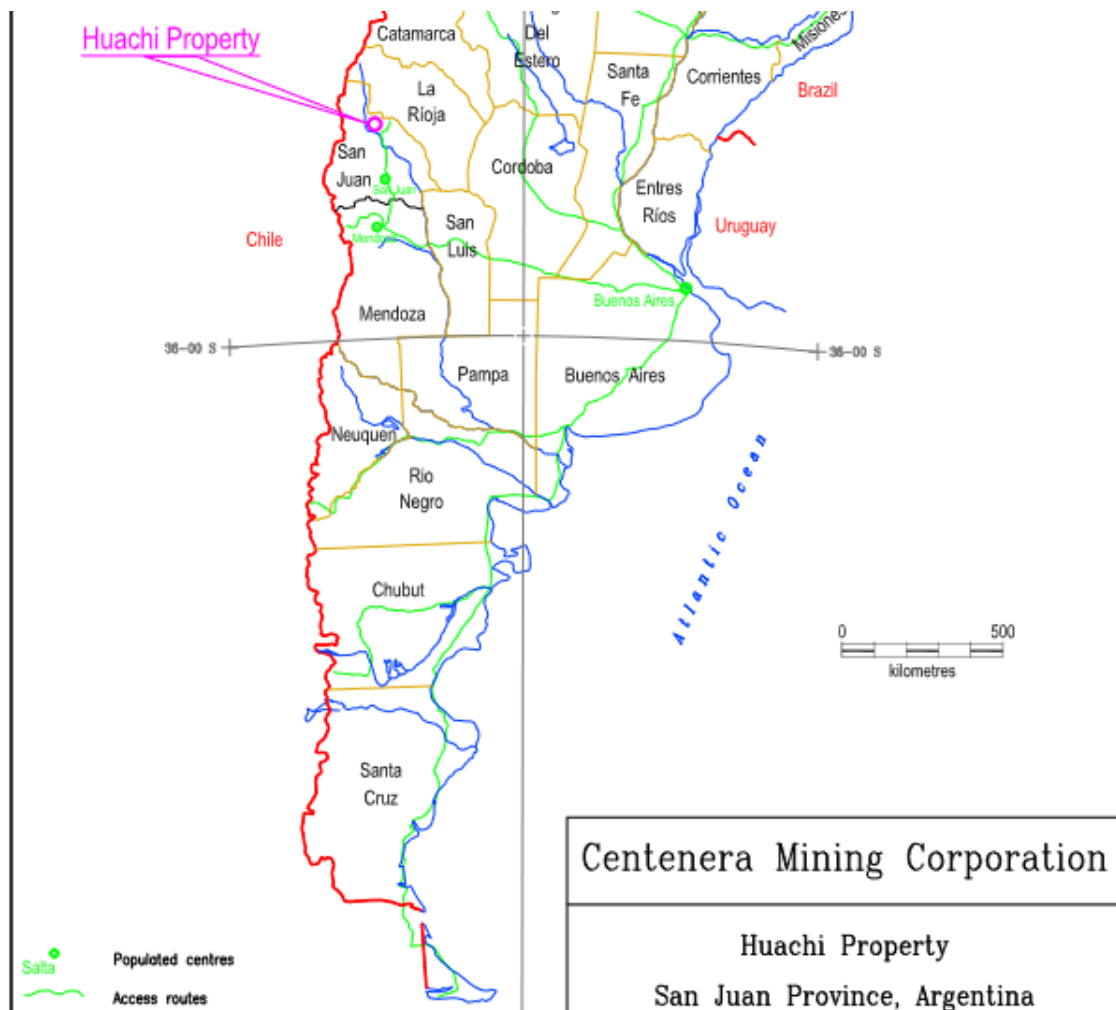 Huachi Property
Catamarca
Del
Estero
Misiones
Santa
Fe
Corrientes
Brazil
La
Ríoja
San
Juan
San Juan
Cordoba
Entres
Ríos
Uruguay
Chile
Mendoza
San
Luis
Buenos Aires
Mendoza
36-00 S
36-00 S
Pampa
Buenos Aires
Neuquen
Rio
Negro
Atlantic Ocean
Chubut
0 500
kilometres
Santa
Cruz
Centenera Mining Corporation
Huachi Property
San Juan Province, Argentina
Salta
Populated centres
Access routes